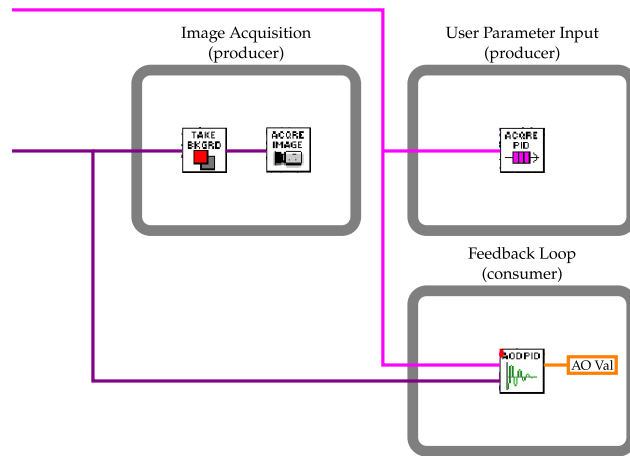 Image Acquisition
(producer)
User Parameter Input
(producer)
TAKE
BKGRD
ACQRE
IMAGE
ACQRE
PID
Feedback Loop
(consumer)
AODPID
AO Val